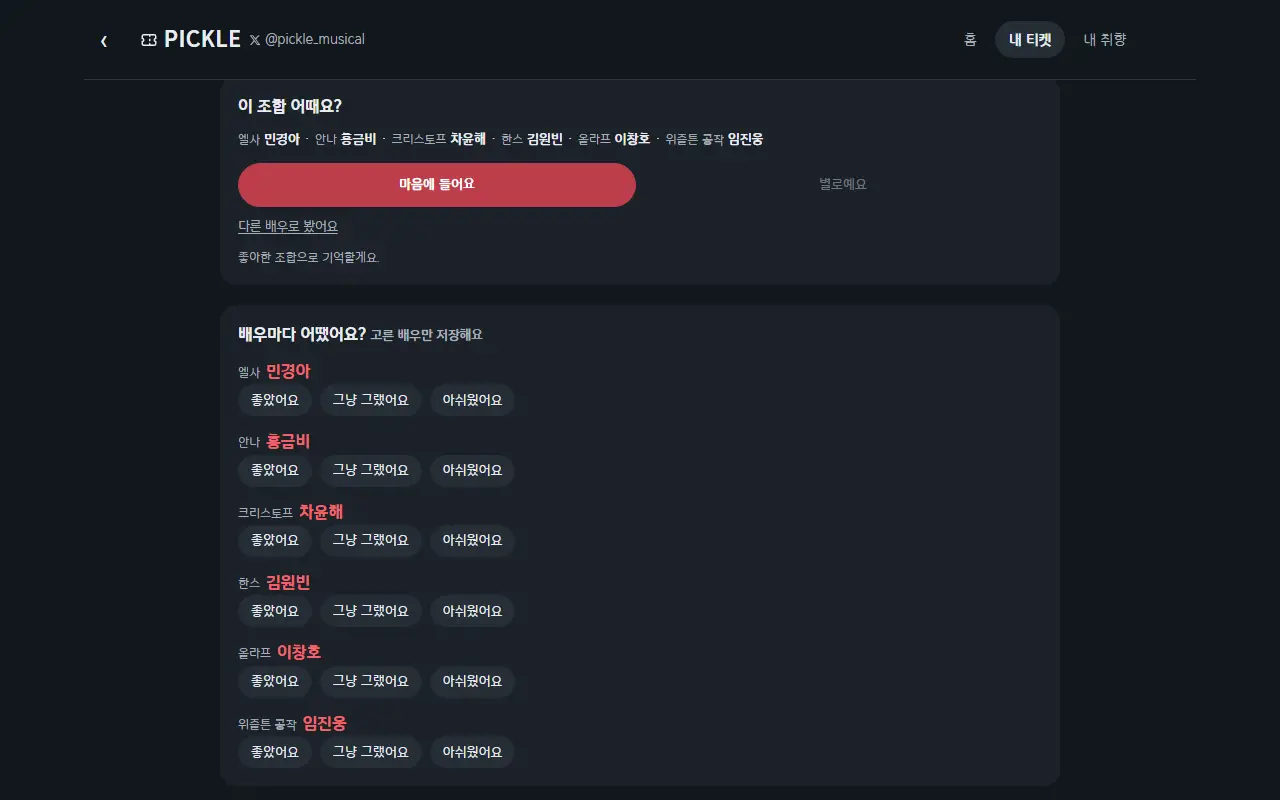 PICKLE @pickle_musical 홈 내 티켓 내 취향
이 조합 어때요?
엘사 민경아 · 안나 홍금비 · 크리스토프 차윤해 · 한스 김원빈 · 올라프 이창호 · 위즐튼 공작 임진웅
마음에 들어요 별로예요
다른 배우로 봤어요
좋아한 조합으로 기억할게요.
배우마다 어땠어요? 고른 배우만 저장해요
엘사 민경아
좋았어요 그냥 그랬어요 아쉬웠어요
안나 홍금비
좋았어요 그냥 그랬어요 아쉬웠어요
크리스토프 차윤해
좋았어요 그냥 그랬어요 아쉬웠어요
한스 김원빈
좋았어요 그냥 그랬어요 아쉬웠어요
올라프 이창호
좋았어요 그냥 그랬어요 아쉬웠어요
위즐튼 공작 임진웅
좋았어요 그냥 그랬어요 아쉬웠어요